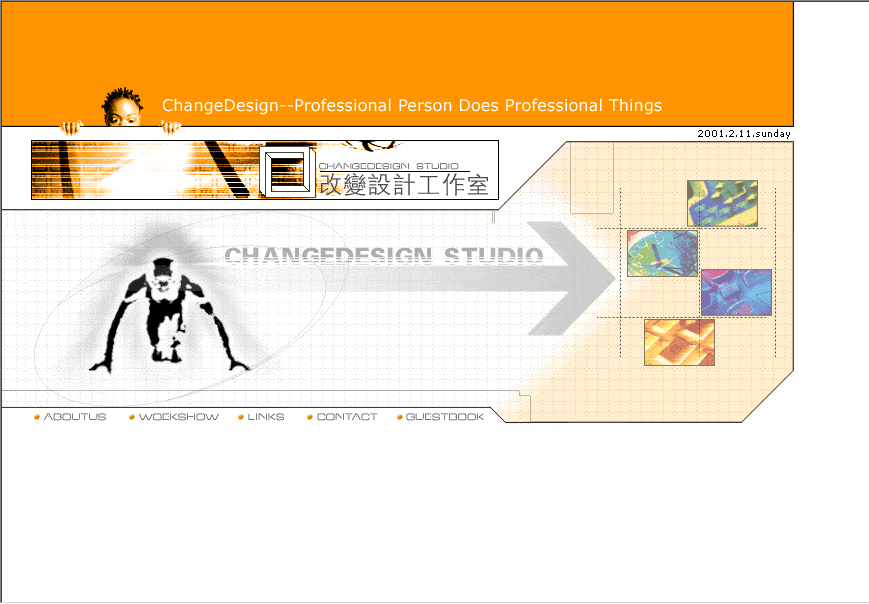 ChangeDesign--Professional Person Does Professional Things
2001.2.11.sunday
CHANGEDESIGN STUDIO
改變設計工作室
CHANGEDESIGN STUDIO
ABOUTUS WOEKSHOW LINKS CONTACT GUESTBOOK